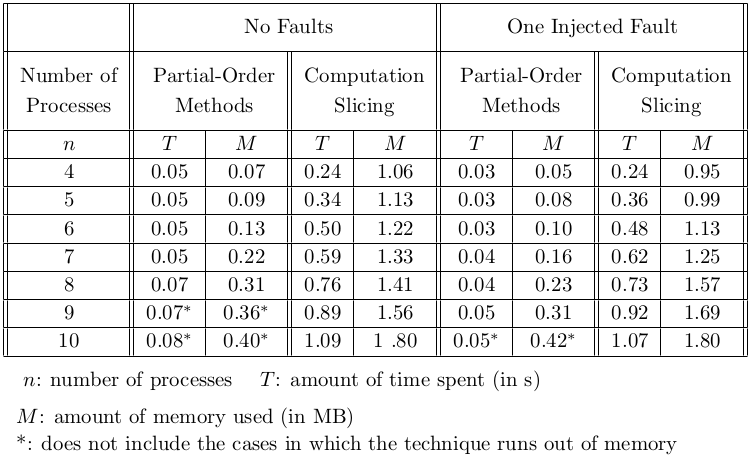 No Faults One Injected Fault
Number of Partial-Order Computation Partial-Order Computation
Processes Methods Slicing Methods Slicing
n T M T M T M T M
4 0.05 0.07 0.24 1.06 0.03 0.05 0.24 0.95
5 0.05 0.09 0.34 1.13 0.03 0.08 0.36 0.99
6 0.05 0.13 0.50 1.22 0.03 0.10 0.48 1.13
7 0.05 0.22 0.59 1.33 0.04 0.16 0.62 1.25
8 0.07 0.31 0.76 1.41 0.04 0.23 0.73 1.57
9 0.07* 0.36* 0.89 1.56 0.05 0.31 0.92 1.69
10 0.08* 0.40* 1.09 1 .80 0.05* 0.42* 1.07 1.80
n: number of processes T: amount of time spent (in s)
M: amount of memory used (in MB)
*: does not include the cases in which the technique runs out of memory